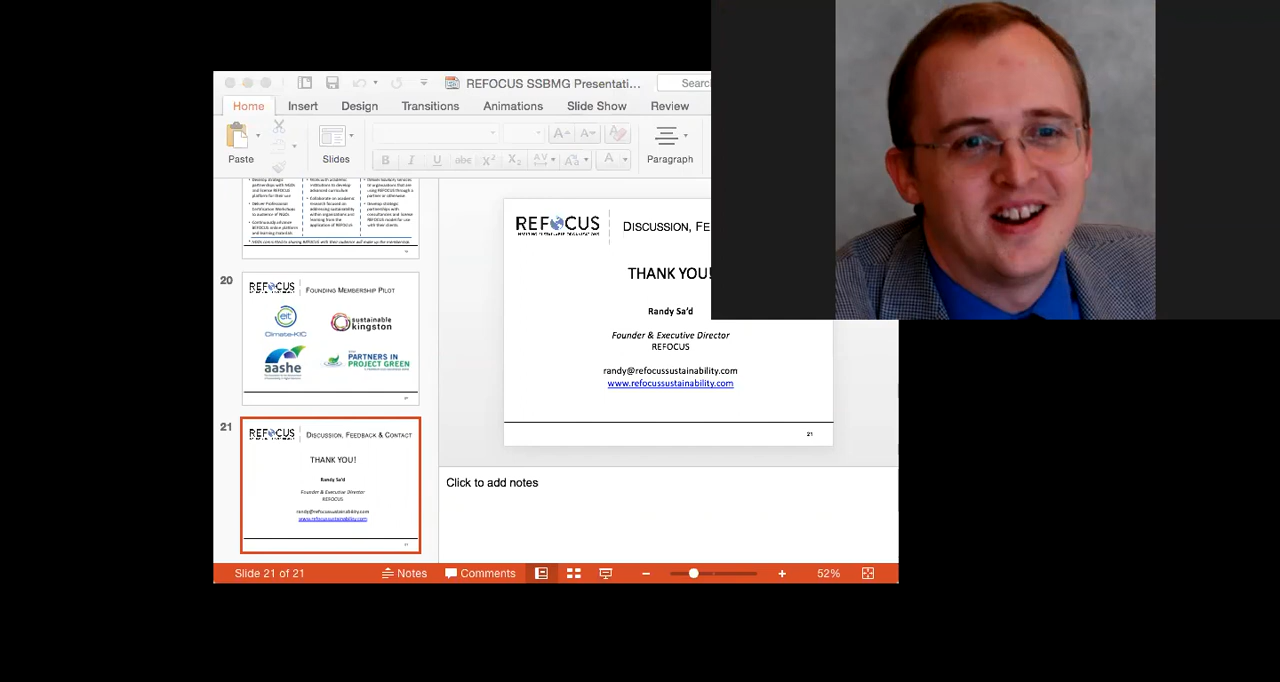 REFOCUS SSBMG Presentati...
Searc
Home
Insert
Design
Transitions
Animations
Slide Show
Review
Paste
Slides
Paragraph
20
REFOCUS
FOUNDING MEMBERSHIP PILOT
eit
Climate-KIC
sustainable
kingston
aashe
PARTNERS IN
PROJECT GREEN
21
REFOCUS
DISCUSSION, FEEDBACK & CONTACT
THANK YOU!
Randy Sa'd
Founder & Executive Director
REFOCUS
randy@refocussustainability.com
www.refocussustainability.com
REFOCUS
DISCUSSION, FE
THANK YOU!
Randy Sa'd
Founder & Executive Director
REFOCUS
randy@refocussustainability.com
www.refocussustainability.com
21
Click to add notes
Slide 21 of 21
Notes
Comments
52%